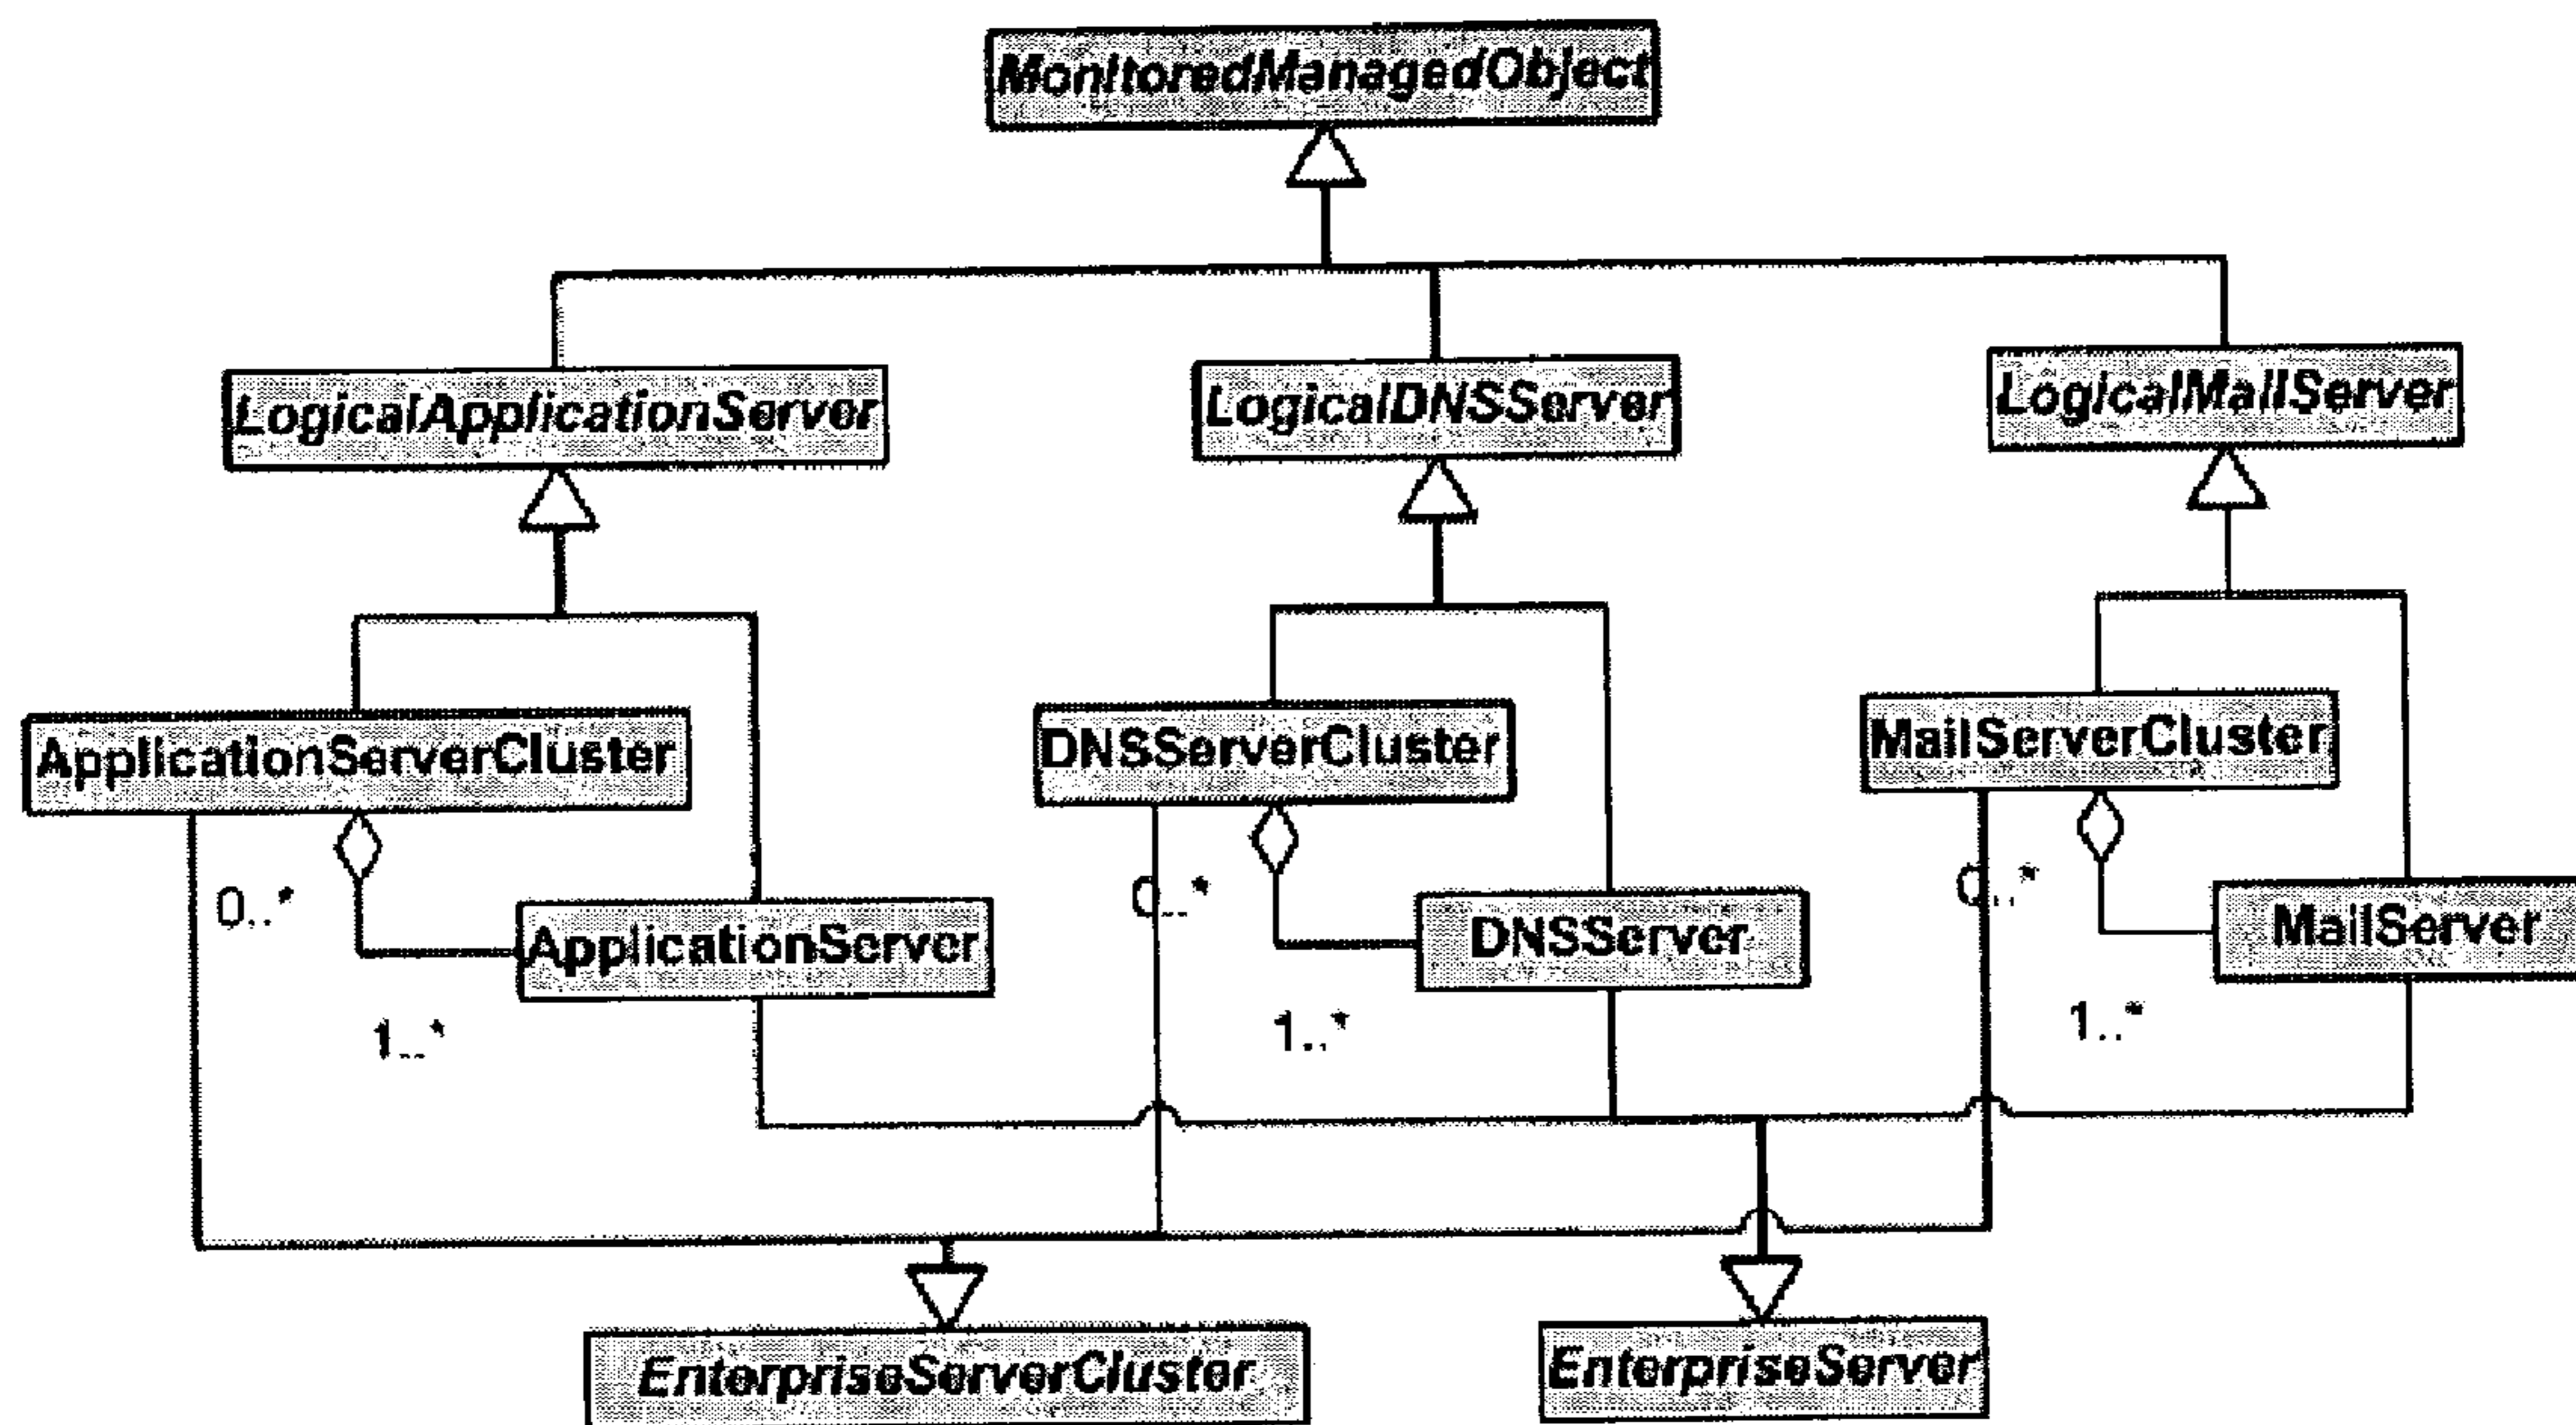 MonitoredManagedObject
LogicalApplicationServer
LogicalDNSServer
LogicalMailServer
ApplicationServerCluster
DNSServerCluster
MailServerCluster
0..*
0..*
0..*
ApplicationServer
DNSServer
MailServer
1..*
1..*
1..*
EnterpriseServerCluster
EnterpriseServer